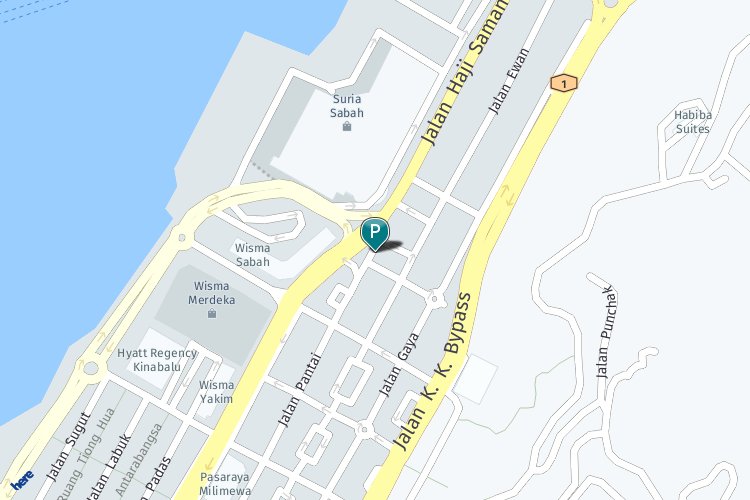 Jalan Haji Saman
Jalan Ewan
1
Suria
Sabah
Habiba
Suites
P
Wisma
Sabah
Wisma
Merdeka
Jalan K. K. Bypass
Jalan Punchak
Hyatt Regency
Kinabalu
Jalan Gaya
Jalan Pantai
Wisma
Yakim
Jalan Sugut
Ruang Tiong Hua
Jalan Labuk
Antarabangsa
Jalan Padas
Pasaraya
Milimewa
here